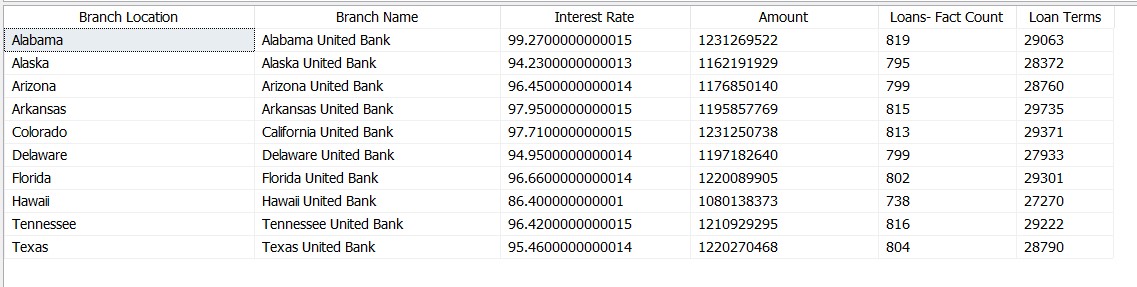 Branch Location Branch Name Interest Rate Amount Loans- Fact Count Loan Terms
Alabama Alabama United Bank 99.2700000000015 1231269522 819 29063
Alaska Alaska United Bank 94.2300000000013 1162191929 795 28372
Arizona Arizona United Bank 96.4500000000014 1176850140 799 28760
Arkansas Arkansas United Bank 97.9500000000015 1195857769 815 29735
Colorado California United Bank 97.7100000000015 1231250738 813 29371
Delaware Delaware United Bank 94.9500000000014 1197182640 799 27933
Florida Florida United Bank 96.6600000000014 1220089905 802 29301
Hawaii Hawaii United Bank 86.400000000001 1080138373 738 27270
Tennessee Tennessee United Bank 96.4200000000015 1210929295 816 29222
Texas Texas United Bank 95.4600000000014 1220270468 804 28790